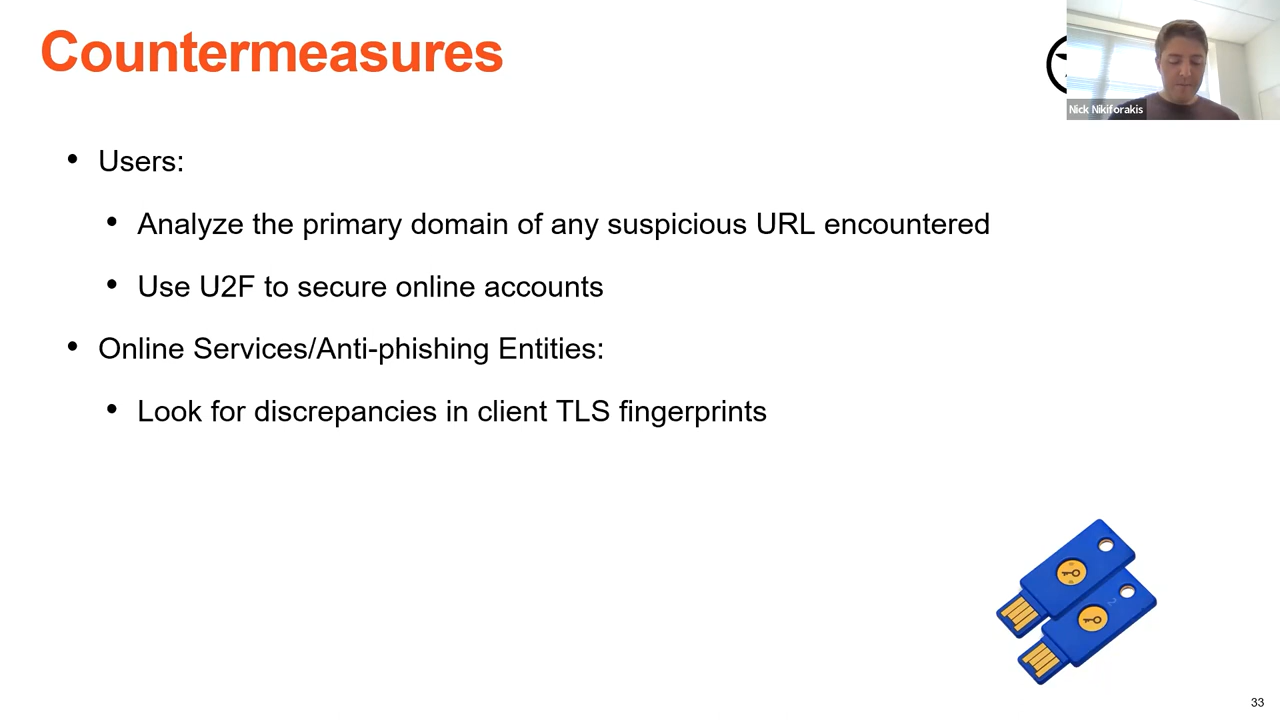 Countermeasures
Nick Nikiforakis
• Users:
• Analyze the primary domain of any suspicious URL encountered
• Use U2F to secure online accounts
• Online Services/Anti-phishing Entities:
• Look for discrepancies in client TLS fingerprints
2
33